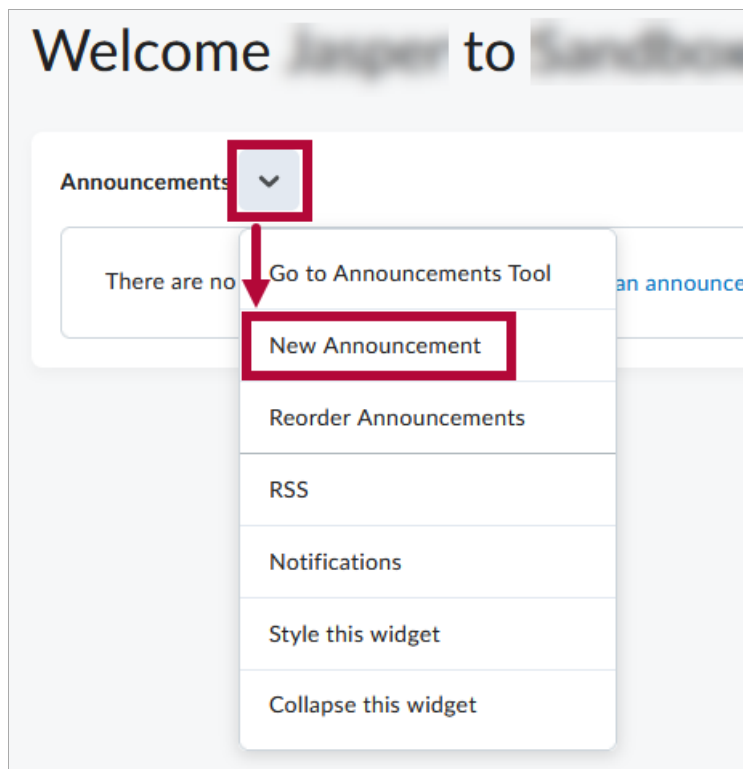 Welcome to
Announcements
There are no
an announce
Go to Announcements Tool
New Announcement
Reorder Announcements
RSS
Notifications
Style this widget
Collapse this widget